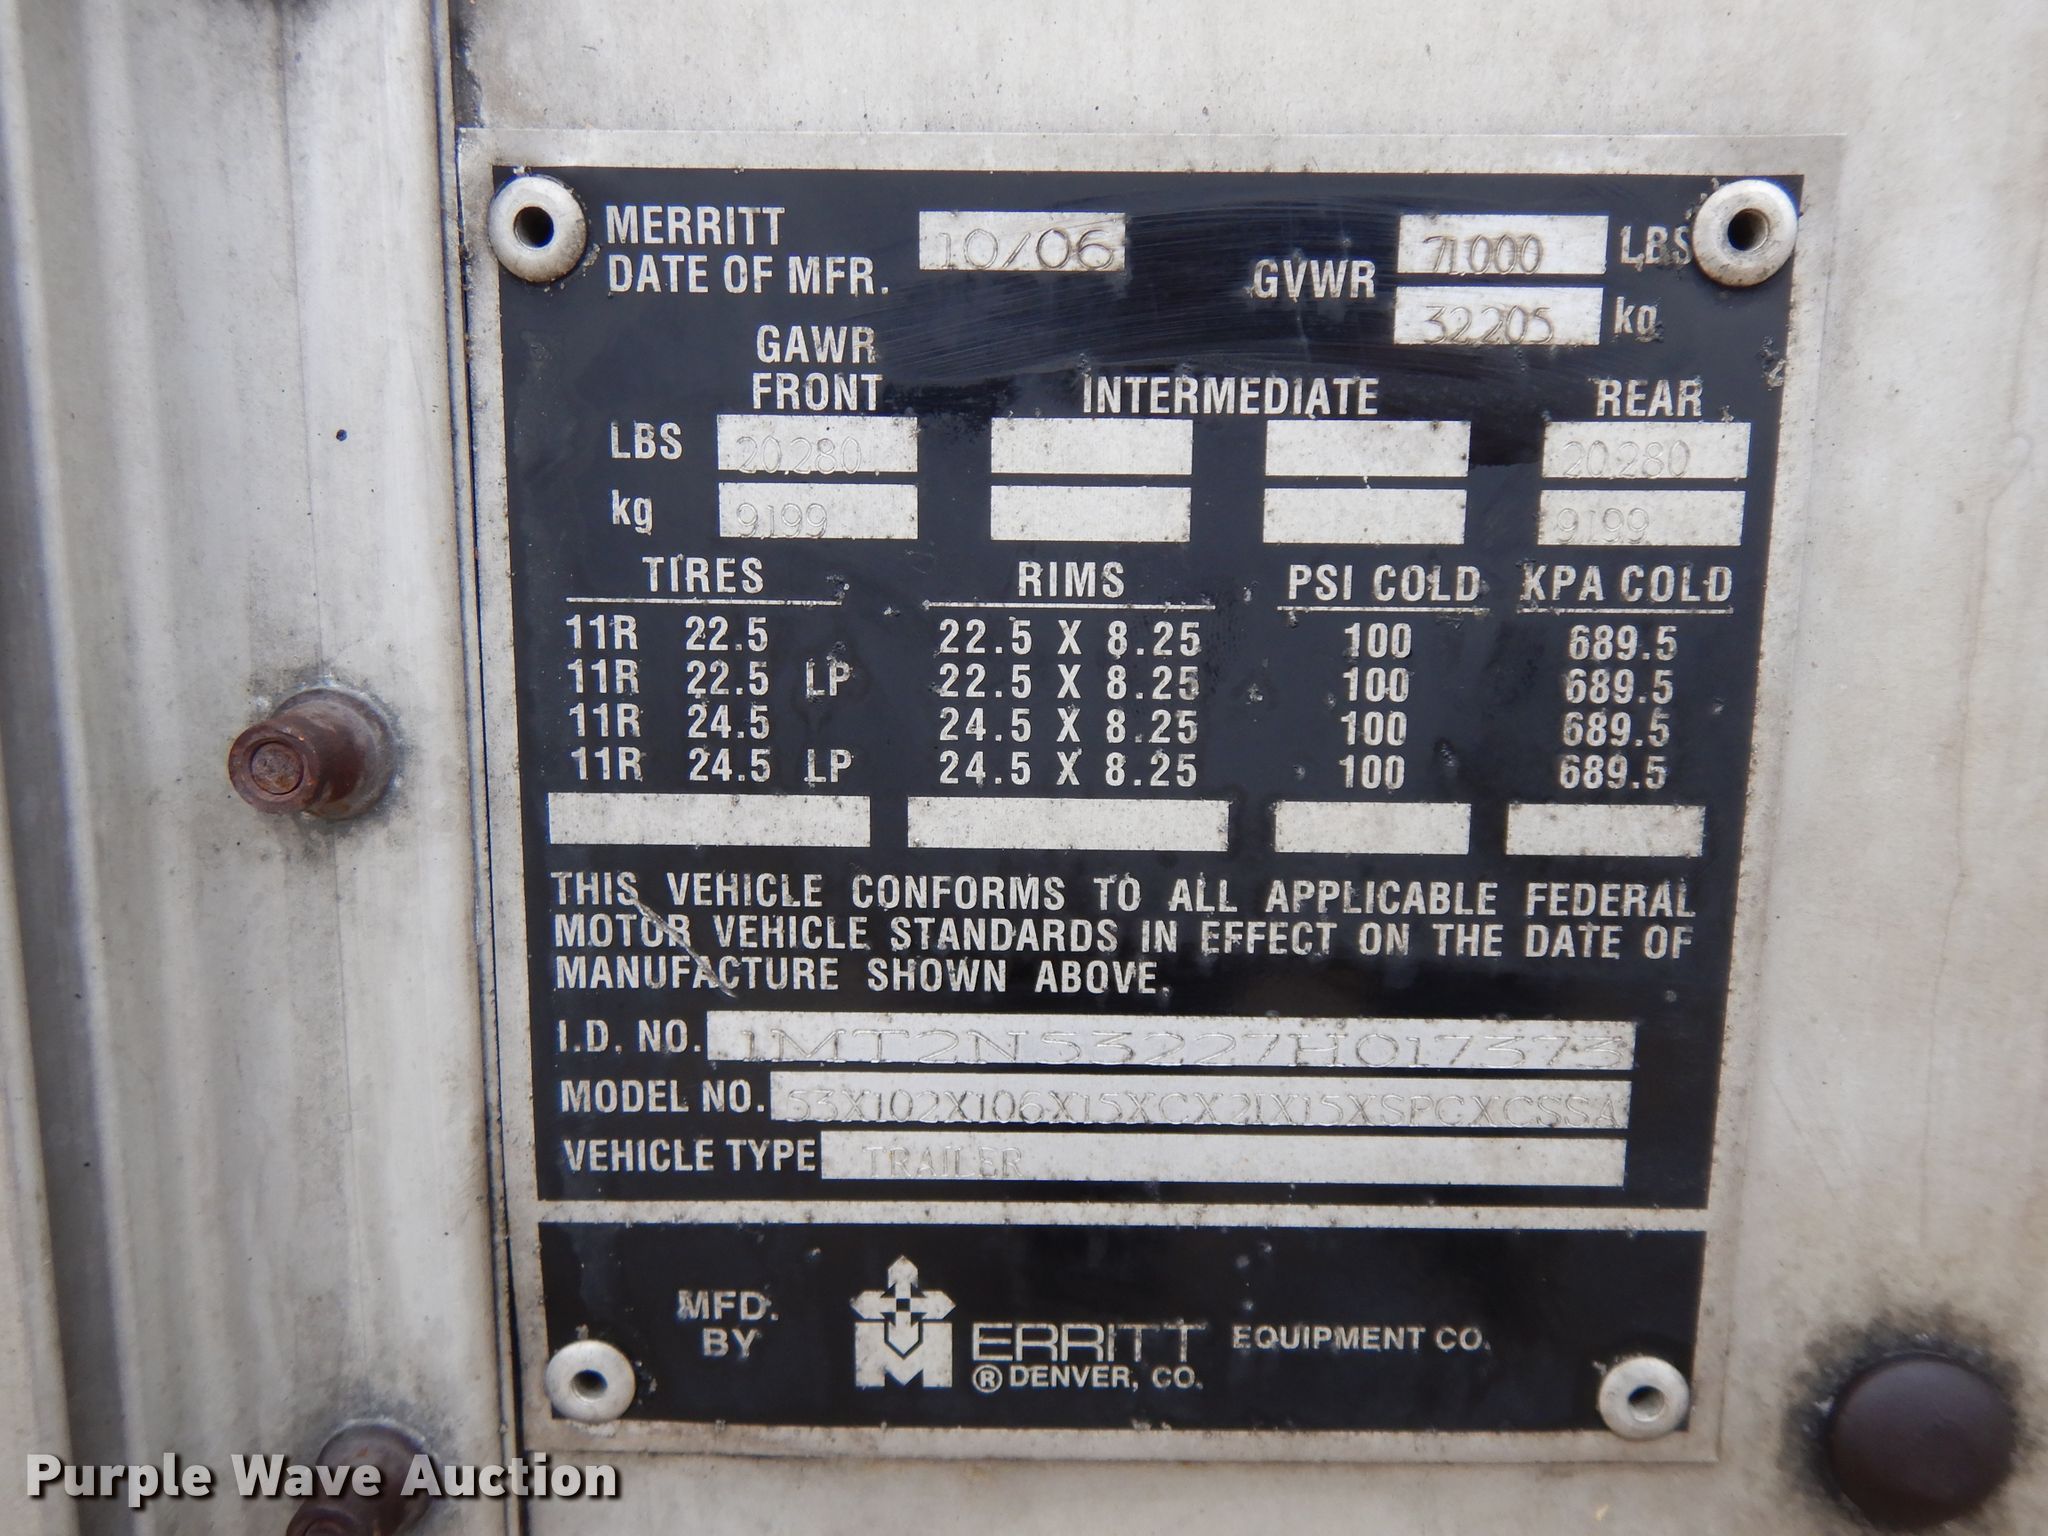 MERRITT
DATE OF MFR. 10/06
GVWR 71000 LBS
32205 kg
GAWR
FRONT INTERMEDIATE REAR
LBS 20,280 20,280
kg 9199 9199
TIRES RIMS PSI COLD KPA COLD
11R 22.5 22.5 X 8.25 100 689.5
11R 22.5 LP 22.5 X 8.25 100 689.5
11R 24.5 24.5 X 8.25 100 689.5
11R 24.5 LP 24.5 X 8.25 100 689.5
THIS VEHICLE CONFORMS TO ALL APPLICABLE FEDERAL
MOTOR VEHICLE STANDARDS IN EFFECT ON THE DATE OF
MANUFACTURE SHOWN ABOVE.
I.D. NO. 1MT2N53227H017373
MODEL NO. 53X102X106X15XCX21X15XSPCXCSSA
VEHICLE TYPE TRAILER
MFD.
BY
MERRITT EQUIPMENT CO.
® DENVER, CO.
Purple Wave Auction